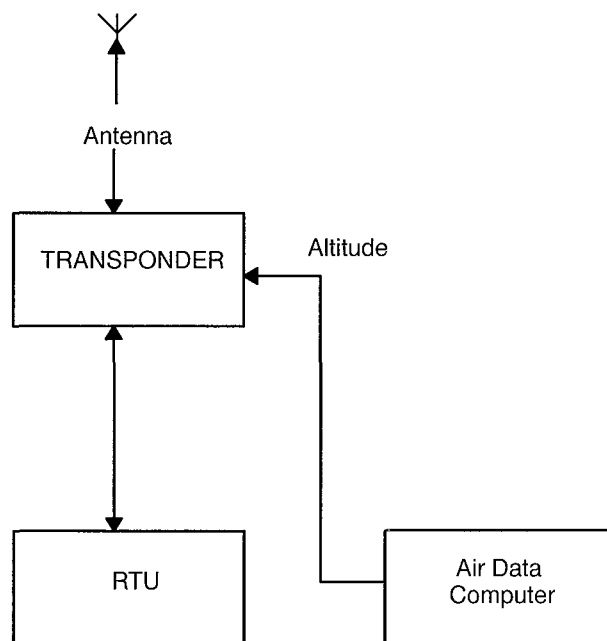 Antenna
TRANSPONDER
Altitude
RTU
Air Data
Computer